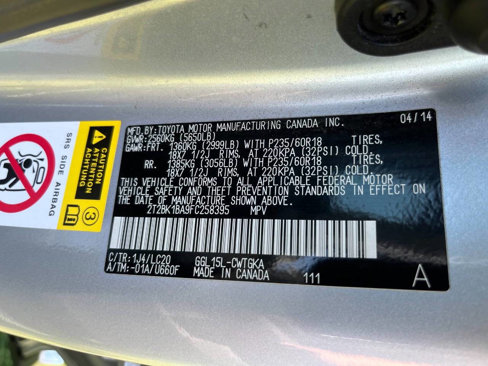 MFD.BY:TOYOTA MOTOR MANUFACTURING CANADA INC. 04/14
GVWR:2560KG (5650LB)
GAWR:FRT. 1360KG (2999LB) WITH P235/60R18 TIRES,
18X7 1/2J RIMS, AT 220KPA (32PSI) COLD
RR. 1385KG (3056LB) WITH P235/60R18 TIRES,
18X7 1/2J RIMS, AT 220KPA (32PSI) COLD
THIS VEHICLE CONFORMS TO ALL APPLICABLE FEDERAL MOTOR
VEHICLE SAFETY AND THEFT PREVENTION STANDARDS IN EFFECT ON
THE DATE OF MANUFACTURE SHOWN ABOVE.
2T2BK1BA9FC258395 MPV
C/TR:1J4/LC20 GGL15L-CWTGKA
A/TM:-01A/U660F MADE IN CANADA 111 A
SRS SIDE AIRBAG
CAUTION
ATTENTION
ACHTUNG
3